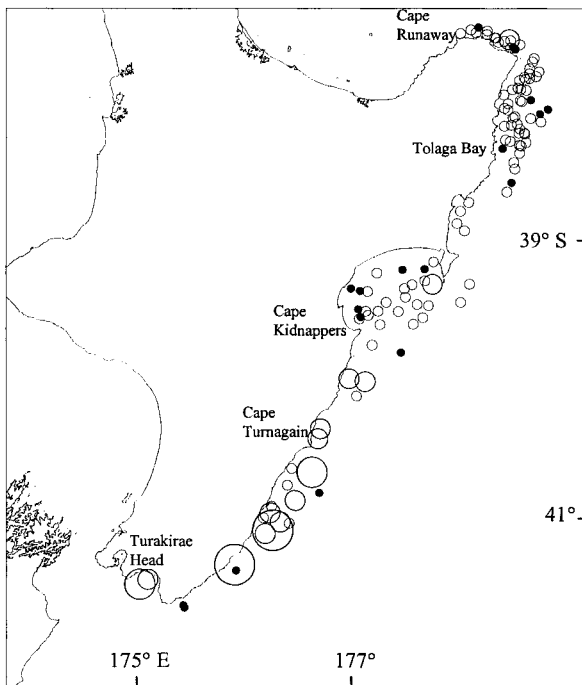 Cape
Runaway
Tolaga Bay
39° S
Cape
Kidnappers
Cape
Turnagain
41°
Turakirae
Head
175° E
177°